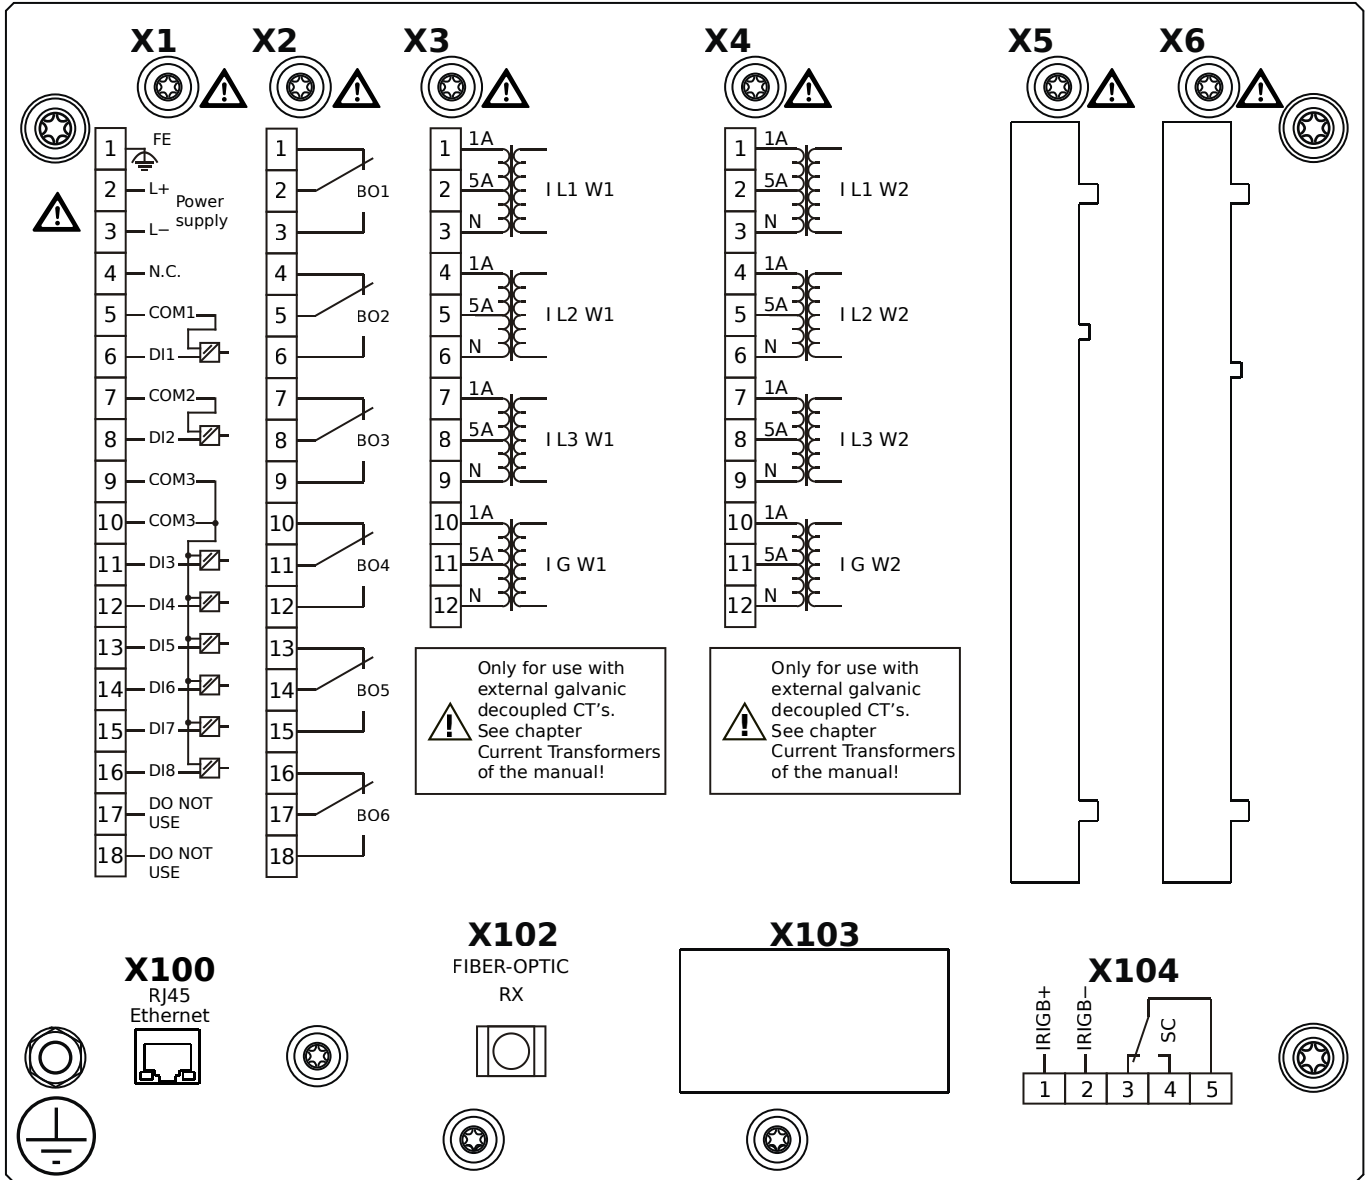 X1
X2
X3
X4
X5
X6
1 FE
2 L+
Power
supply
3 L−
4 N.C.
5 COM1
6 DI1
7 COM2
8 DI2
9 COM3
10 COM3
11 DI3
12 DI4
13 DI5
14 DI6
15 DI7
16 DI8
17 DO NOT
USE
18 DO NOT
USE
1
2 BO1
3
4
5 BO2
6
7
8 BO3
9
10
11 BO4
12
13
14 BO5
15
16
17 BO6
18
1 1A
2 5A I L1 W1
3 N
4 1A
5 5A I L2 W1
6 N
7 1A
8 5A I L3 W1
9 N
10 1A
11 5A I G W1
12 N
Only for use with
external galvanic
decoupled CT's.
See chapter
Current Transformers
of the manual!
1 1A
2 5A I L1 W2
3 N
4 1A
5 5A I L2 W2
6 N
7 1A
8 5A I L3 W2
9 N
10 1A
11 5A I G W2
12 N
Only for use with
external galvanic
decoupled CT's.
See chapter
Current Transformers
of the manual!
X100
RJ45
Ethernet
X102
FIBER-OPTIC
RX
X103
X104
IRIGB+
IRIGB−
SC
1 2 3 4 5